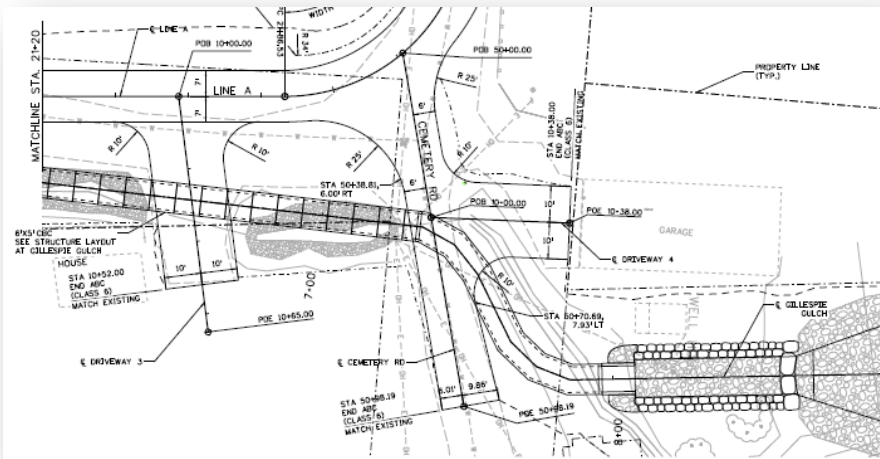 MATCHLINE STA. 21+20
℄ LINE A
POB 10+00.00
WIDTH
R 34'
7'
7'
LINE A
POB 50+00.00
R 25'
6'
CEMETERY RD
R 10'
R 10'
R 10'
R 25'
6'
STA 50+38.81,
6.00' RT
STA 10+38.00
END ABC
(CLASS 6)
MATCH EXISTING
PROPERTY LINE
(TYP.)
POB 10+00.00
POE 10+38.00
10'
10'
GARAGE
℄ DRIVEWAY 4
6'X5' CBC
SEE STRUCTURE LAYOUT
AT GILLESPIE GULCH
HOUSE
STA 10+52.00
END ABC
(CLASS 6)
MATCH EXISTING
10'
10'
7+00
POE 10+65.00
℄ DRIVEWAY 3
R 10'
STA 50+70.69,
7.93' LT
WELL
℄ GILLESPIE
GULCH
℄ CEMETERY RD
STA 50+98.19
END ABC
(CLASS 6)
MATCH EXISTING
6.01'
9.86'
POE 50+98.19
8+00